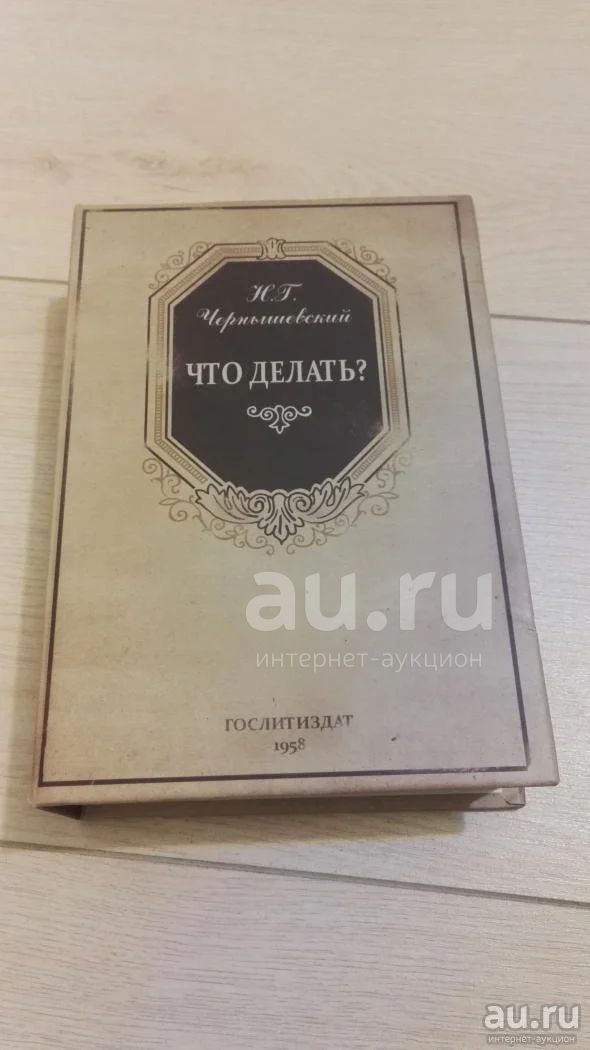 Н.Г.
Чернышевский
ЧТО ДЕЛАТЬ?
au.ru
интернет-аукцион
ГОСЛИТИЗДАТ
1958
au.ru
интернет-аукцион